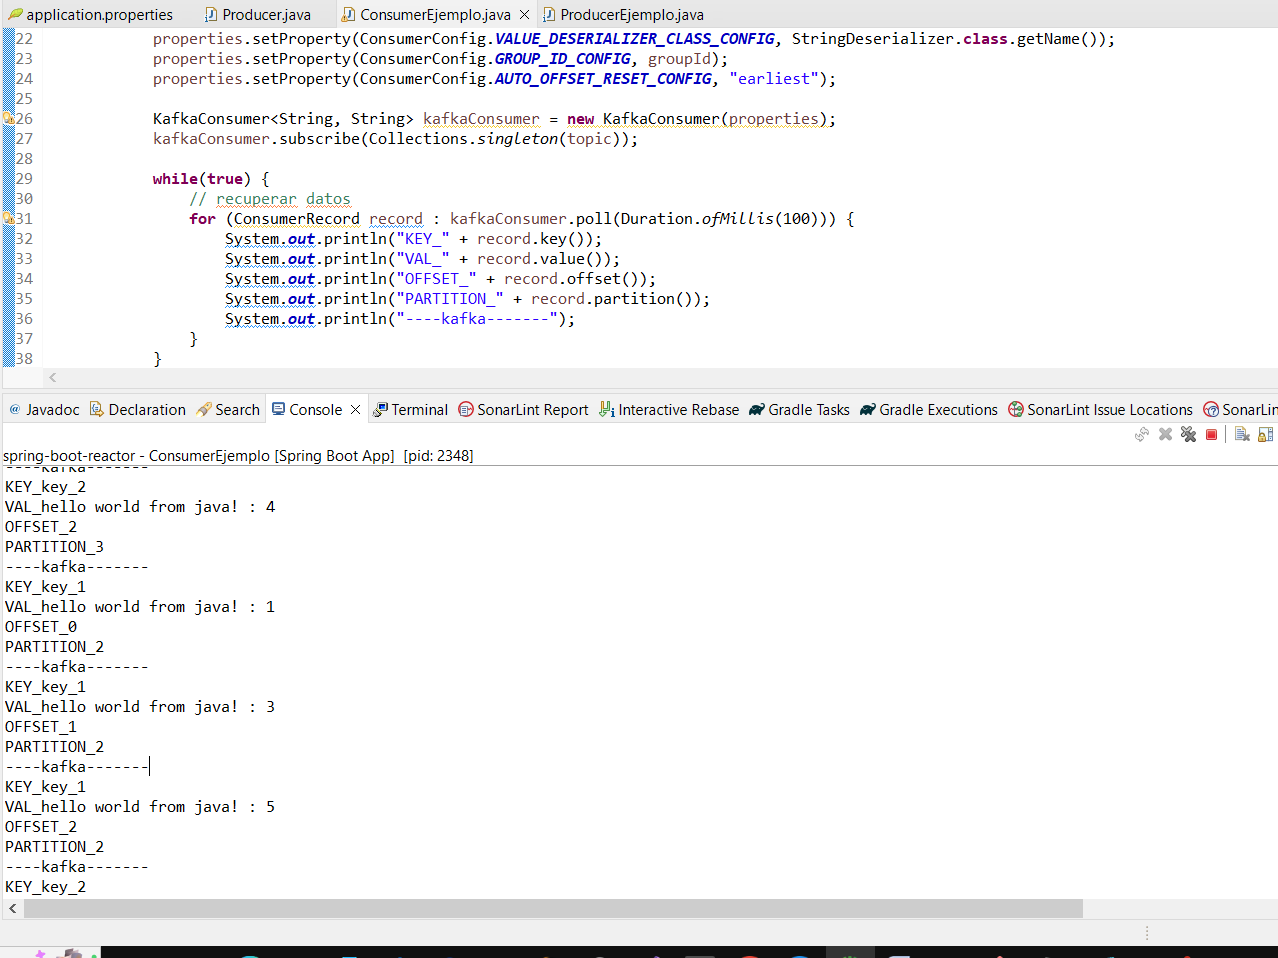 application.properties Producer.java ConsumerEjemplo.java ProducerEjemplo.java
22 properties.setProperty(ConsumerConfig.VALUE_DESERIALIZER_CLASS_CONFIG, StringDeserializer.class.getName());
23 properties.setProperty(ConsumerConfig.GROUP_ID_CONFIG, groupId);
24 properties.setProperty(ConsumerConfig.AUTO_OFFSET_RESET_CONFIG, "earliest");
25
26 KafkaConsumer<String, String> kafkaConsumer = new KafkaConsumer(properties);
27 kafkaConsumer.subscribe(Collections.singleton(topic));
28
29 while(true) {
30 // recuperar datos
31 for (ConsumerRecord record : kafkaConsumer.poll(Duration.ofMillis(100))) {
32 System.out.println("KEY_" + record.key());
33 System.out.println("VAL_" + record.value());
34 System.out.println("OFFSET_" + record.offset());
35 System.out.println("PARTITION_" + record.partition());
36 System.out.println("----kafka-------");
37 }
38 }
@ Javadoc Declaration Search Console Terminal SonarLint Report Interactive Rebase Gradle Tasks Gradle Executions SonarLint Issue Locations SonarLin
spring-boot-reactor - ConsumerEjemplo [Spring Boot App] [pid: 2348]
----kafka-------
KEY_key_2
VAL_hello world from java! : 4
OFFSET_2
PARTITION_3
----kafka-------
KEY_key_1
VAL_hello world from java! : 1
OFFSET_0
PARTITION_2
----kafka-------
KEY_key_1
VAL_hello world from java! : 3
OFFSET_1
PARTITION_2
----kafka-------
KEY_key_1
VAL_hello world from java! : 5
OFFSET_2
PARTITION_2
----kafka-------
KEY_key_2